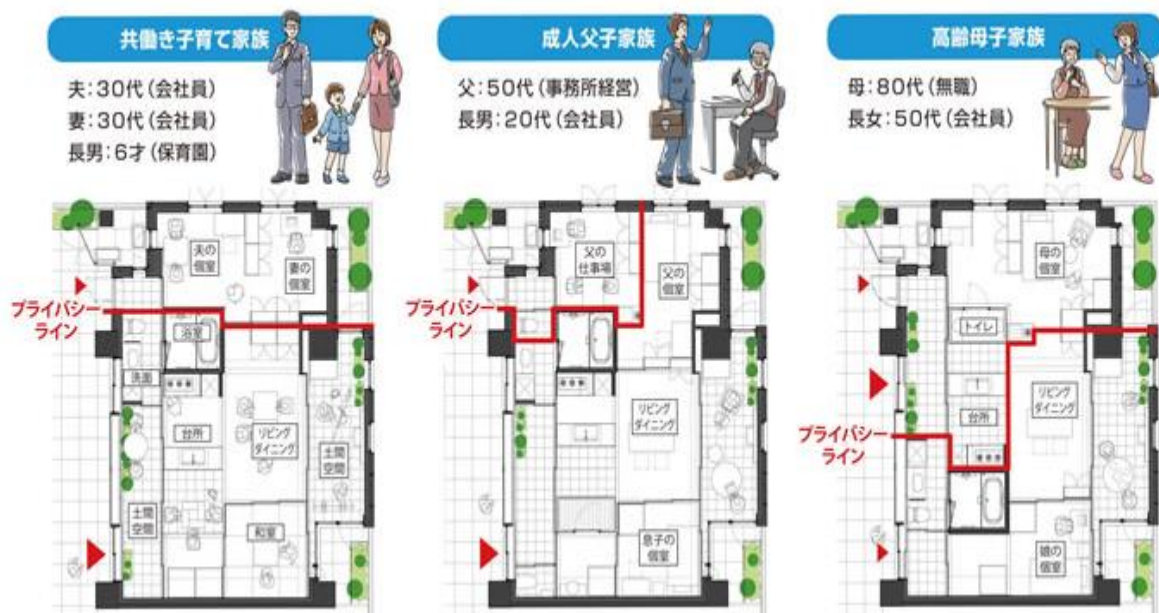 共働き子育て家族
夫：30代（会社員）
妻：30代（会社員）
長男：6才（保育園）
夫の
個室
妻の
個室
プライバシー
ライン
浴室
洗面
台所
リビング
ダイニング
土間
空間
土間
空間
和室
成人父子家族
父：50代（事務所経営）
長男：20代（会社員）
父の
仕事場
父の
個室
プライバシー
ライン
リビング
ダイニング
息子の
個室
高齢母子家族
母：80代（無職）
長女：50代（会社員）
母の
個室
トイレ
リビング
ダイニング
台所
プライバシー
ライン
娘の
個室